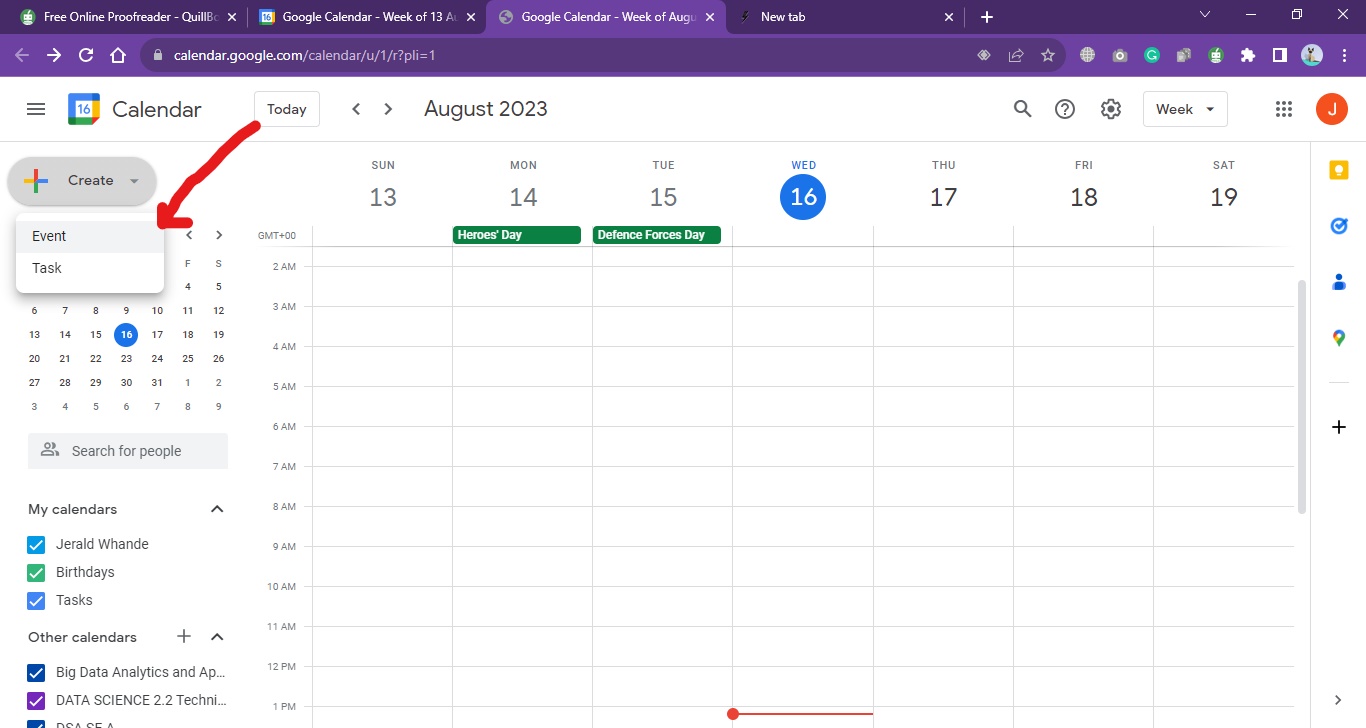 Free Online Proofreader - QuillBo
Google Calendar - Week of 13 Au
Google Calendar - Week of Augu
New tab
calendar.google.com/calendar/u/1/r?pli=1
16
Calendar
Today
August 2023
Week
J
Create
Event
Task
F S
4 5
6 7 8 9 10 11 12
13 14 15 16 17 18 19
20 21 22 23 24 25 26
27 28 29 30 31 1 2
3 4 5 6 7 8 9
Search for people
My calendars
Jerald Whande
Birthdays
Tasks
Other calendars
Big Data Analytics and Ap...
DATA SCIENCE 2.2 Techni...
DSA SE A
SUN MON TUE WED THU FRI SAT
13 14 15 16 17 18 19
GMT+00
Heroes' Day
Defence Forces Day
2 AM
3 AM
4 AM
5 AM
6 AM
7 AM
8 AM
9 AM
10 AM
11 AM
12 PM
1 PM